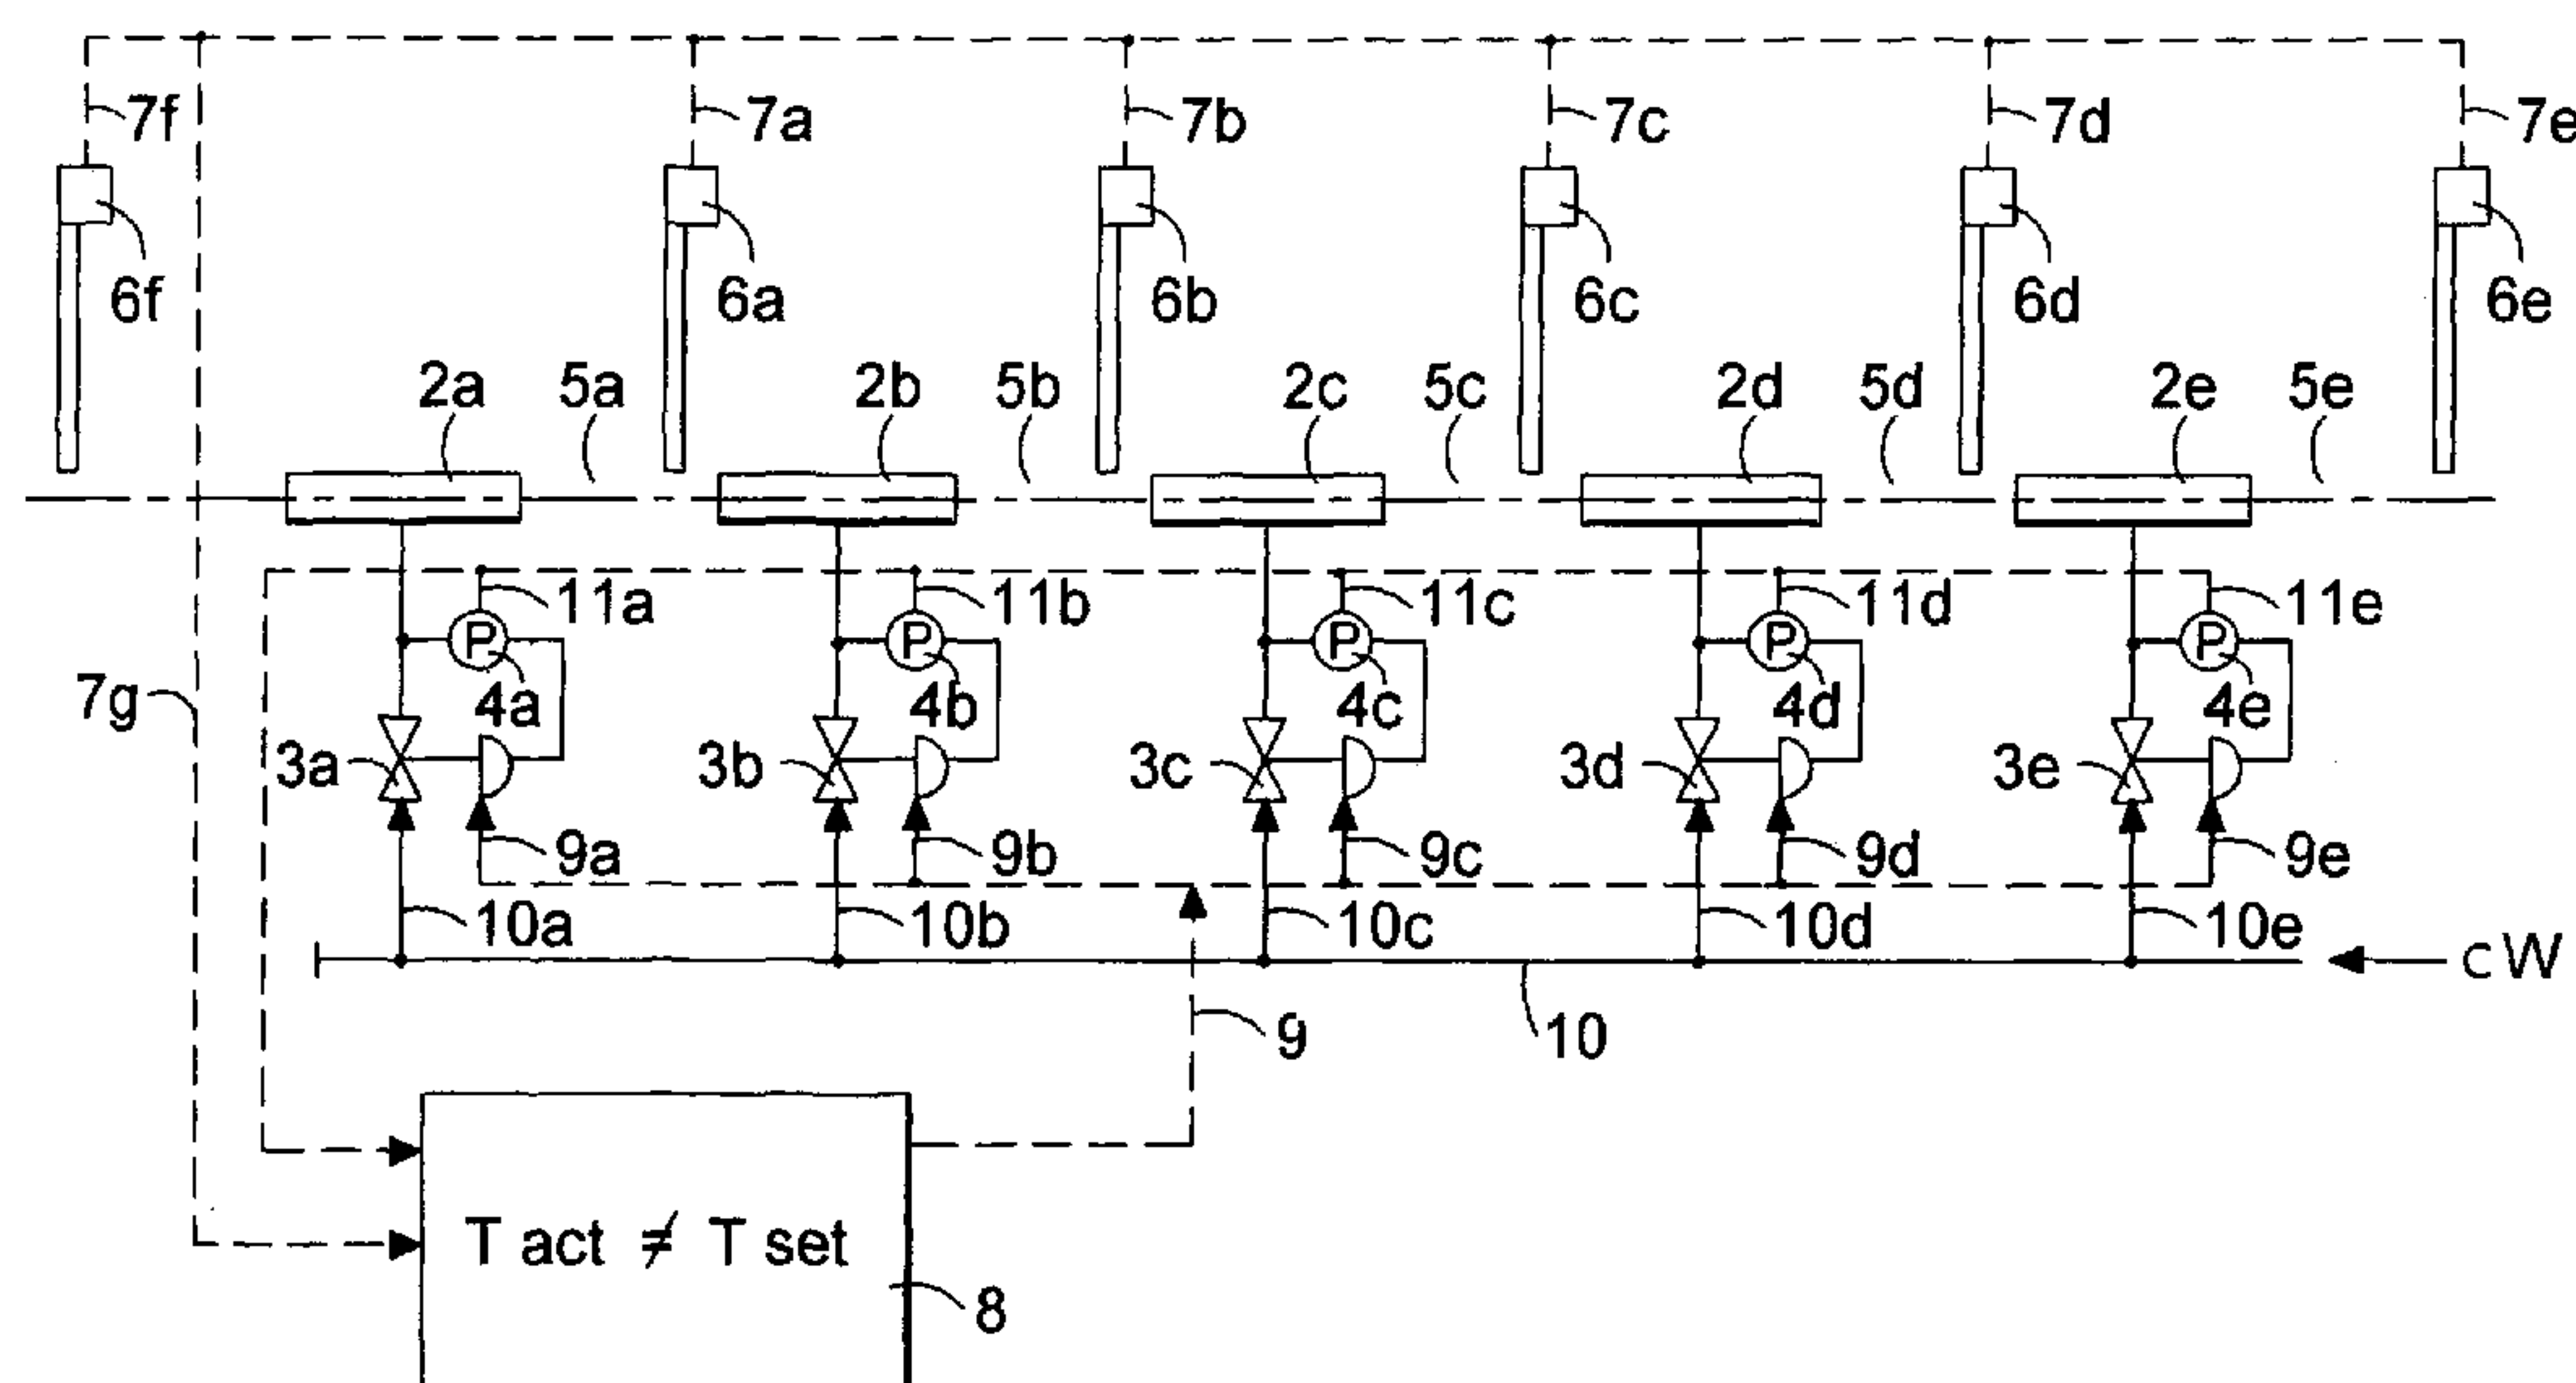 7f 7a 7b 7c 7d 7e
6f 6a 6b 6c 6d 6e
2a 5a 2b 5b 2c 5c 2d 5d 2e 5e
11a 11b 11c 11d 11e
P P P P P
7g 4a 4b 4c 4d 4e
3a 3b 3c 3d 3e
9a 9b 9c 9d 9e
10a 10b 10c 10d 10e cW
9 10
T act ≠ T set
8